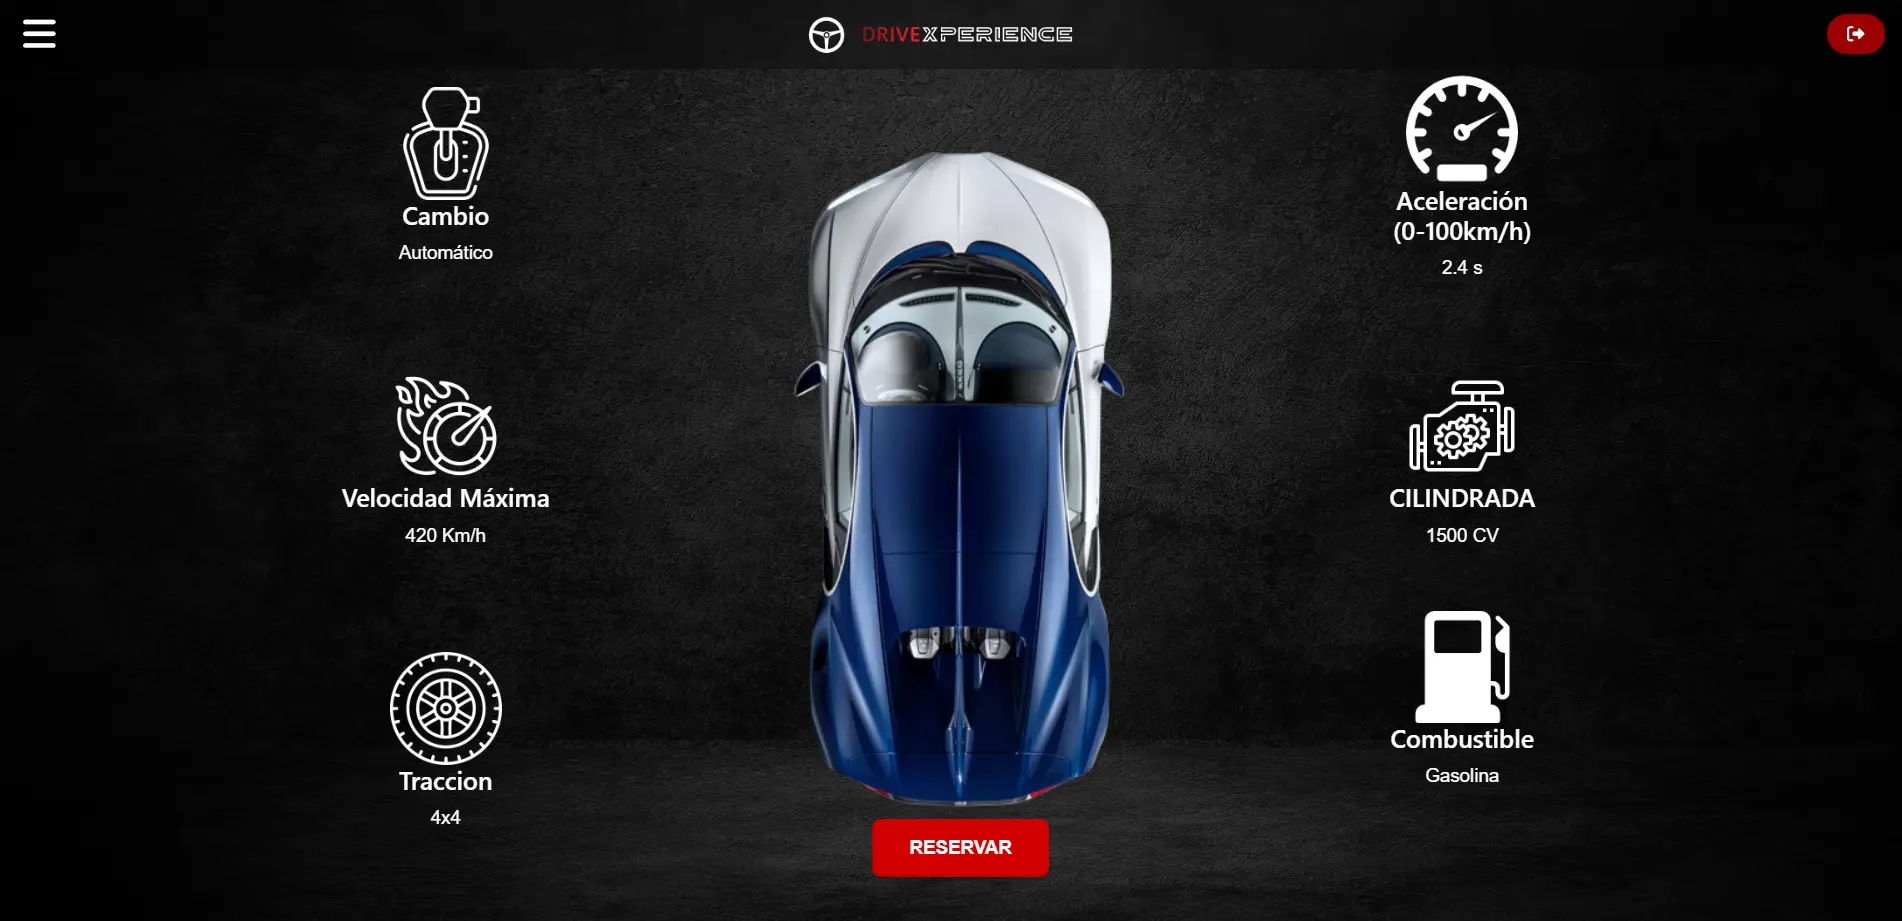 DRIVEXPERIENCE
Cambio
Automático
Velocidad Máxima
420 Km/h
Traccion
4x4
Aceleración
(0-100km/h)
2.4 s
CILINDRADA
1500 CV
Combustible
Gasolina
RESERVAR